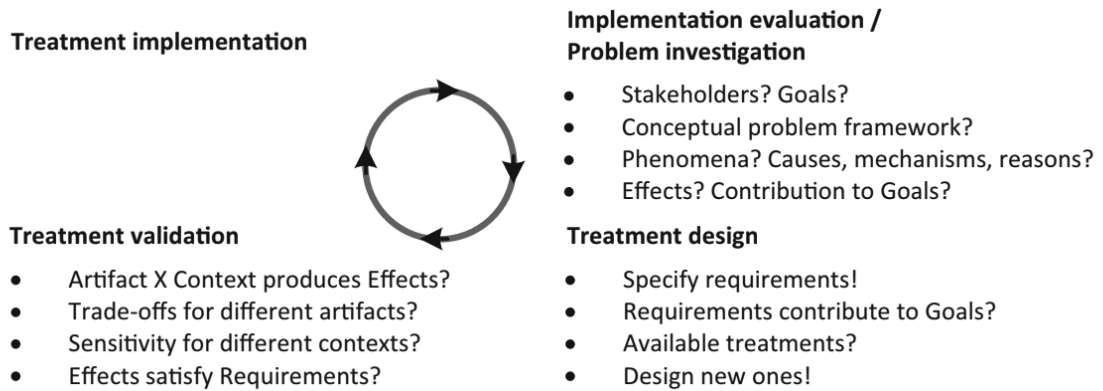 Treatment implementation
Implementation evaluation /
Problem investigation
• Stakeholders? Goals?
• Conceptual problem framework?
• Phenomena? Causes, mechanisms, reasons?
• Effects? Contribution to Goals?
Treatment validation
• Artifact X Context produces Effects?
• Trade-offs for different artifacts?
• Sensitivity for different contexts?
• Effects satisfy Requirements?
Treatment design
• Specify requirements!
• Requirements contribute to Goals?
• Available treatments?
• Design new ones!